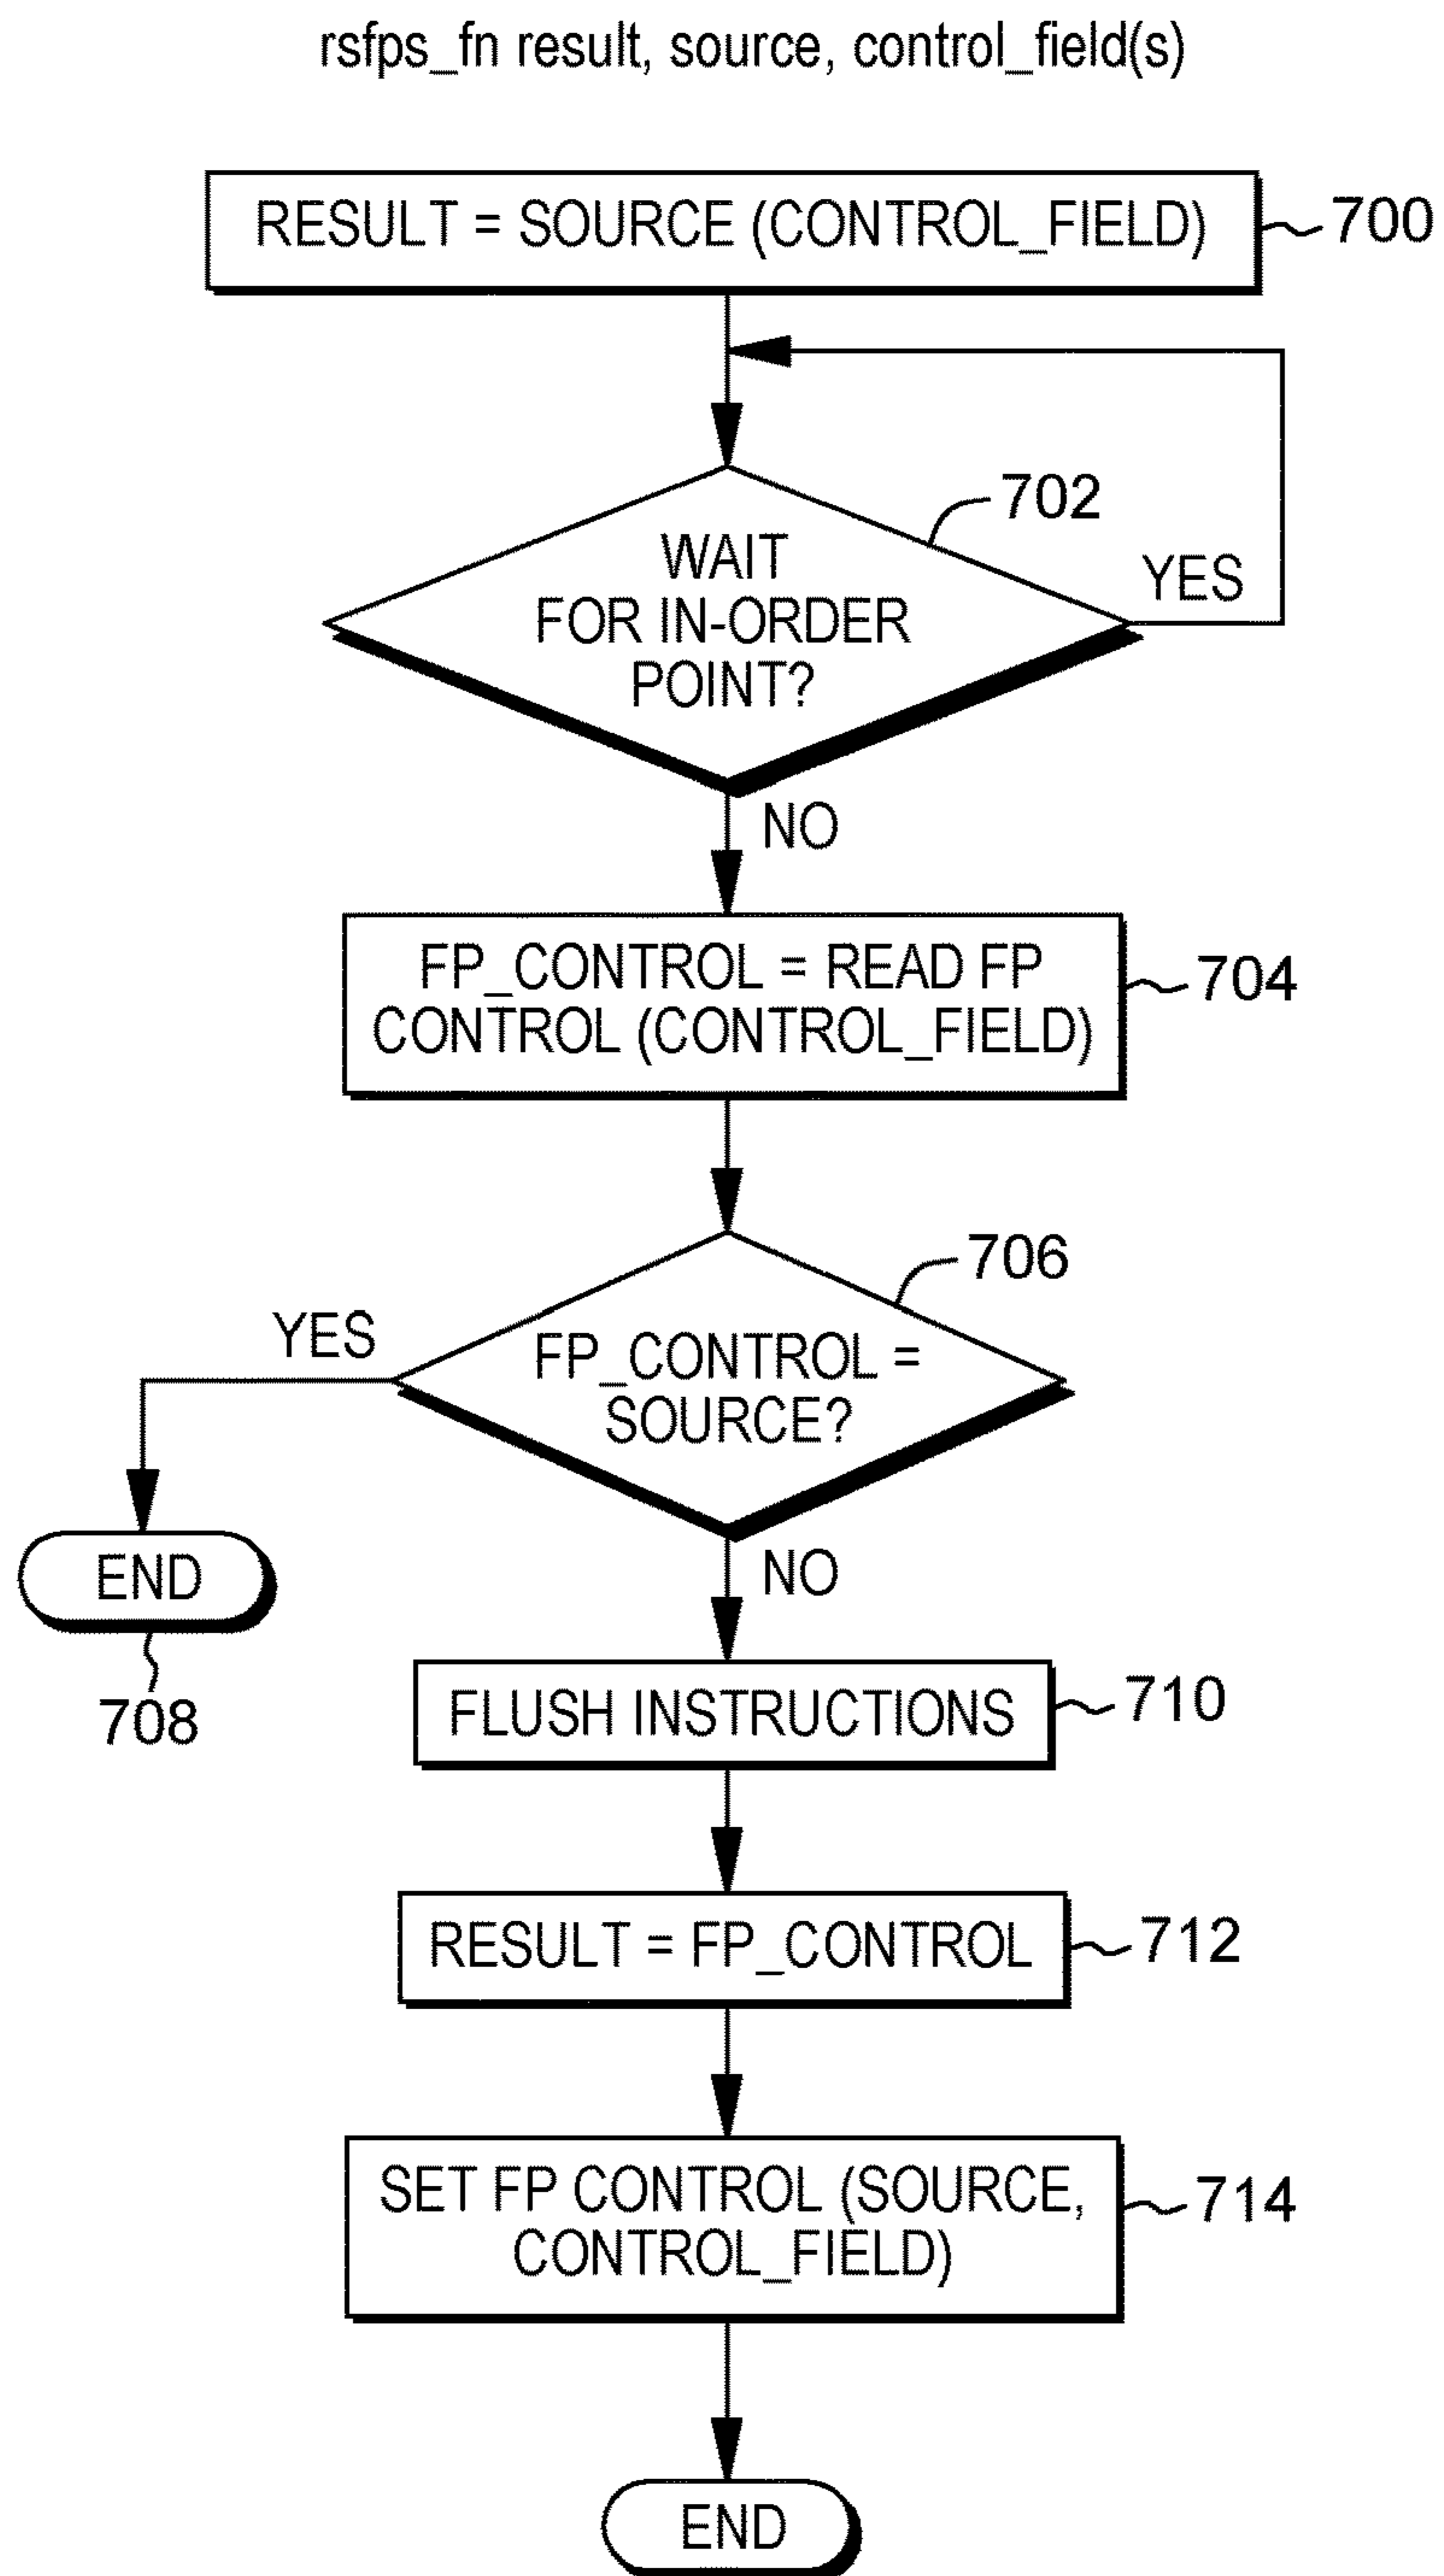 rsfps_fn result, source, control_field(s)
RESULT = SOURCE (CONTROL_FIELD)
700
702
WAIT
FOR IN-ORDER
POINT?
YES
NO
FP_CONTROL = READ FP
CONTROL (CONTROL_FIELD)
704
706
YES
FP_CONTROL =
SOURCE?
END
708
NO
FLUSH INSTRUCTIONS
710
RESULT = FP_CONTROL
712
SET FP CONTROL (SOURCE,
CONTROL_FIELD)
714
END